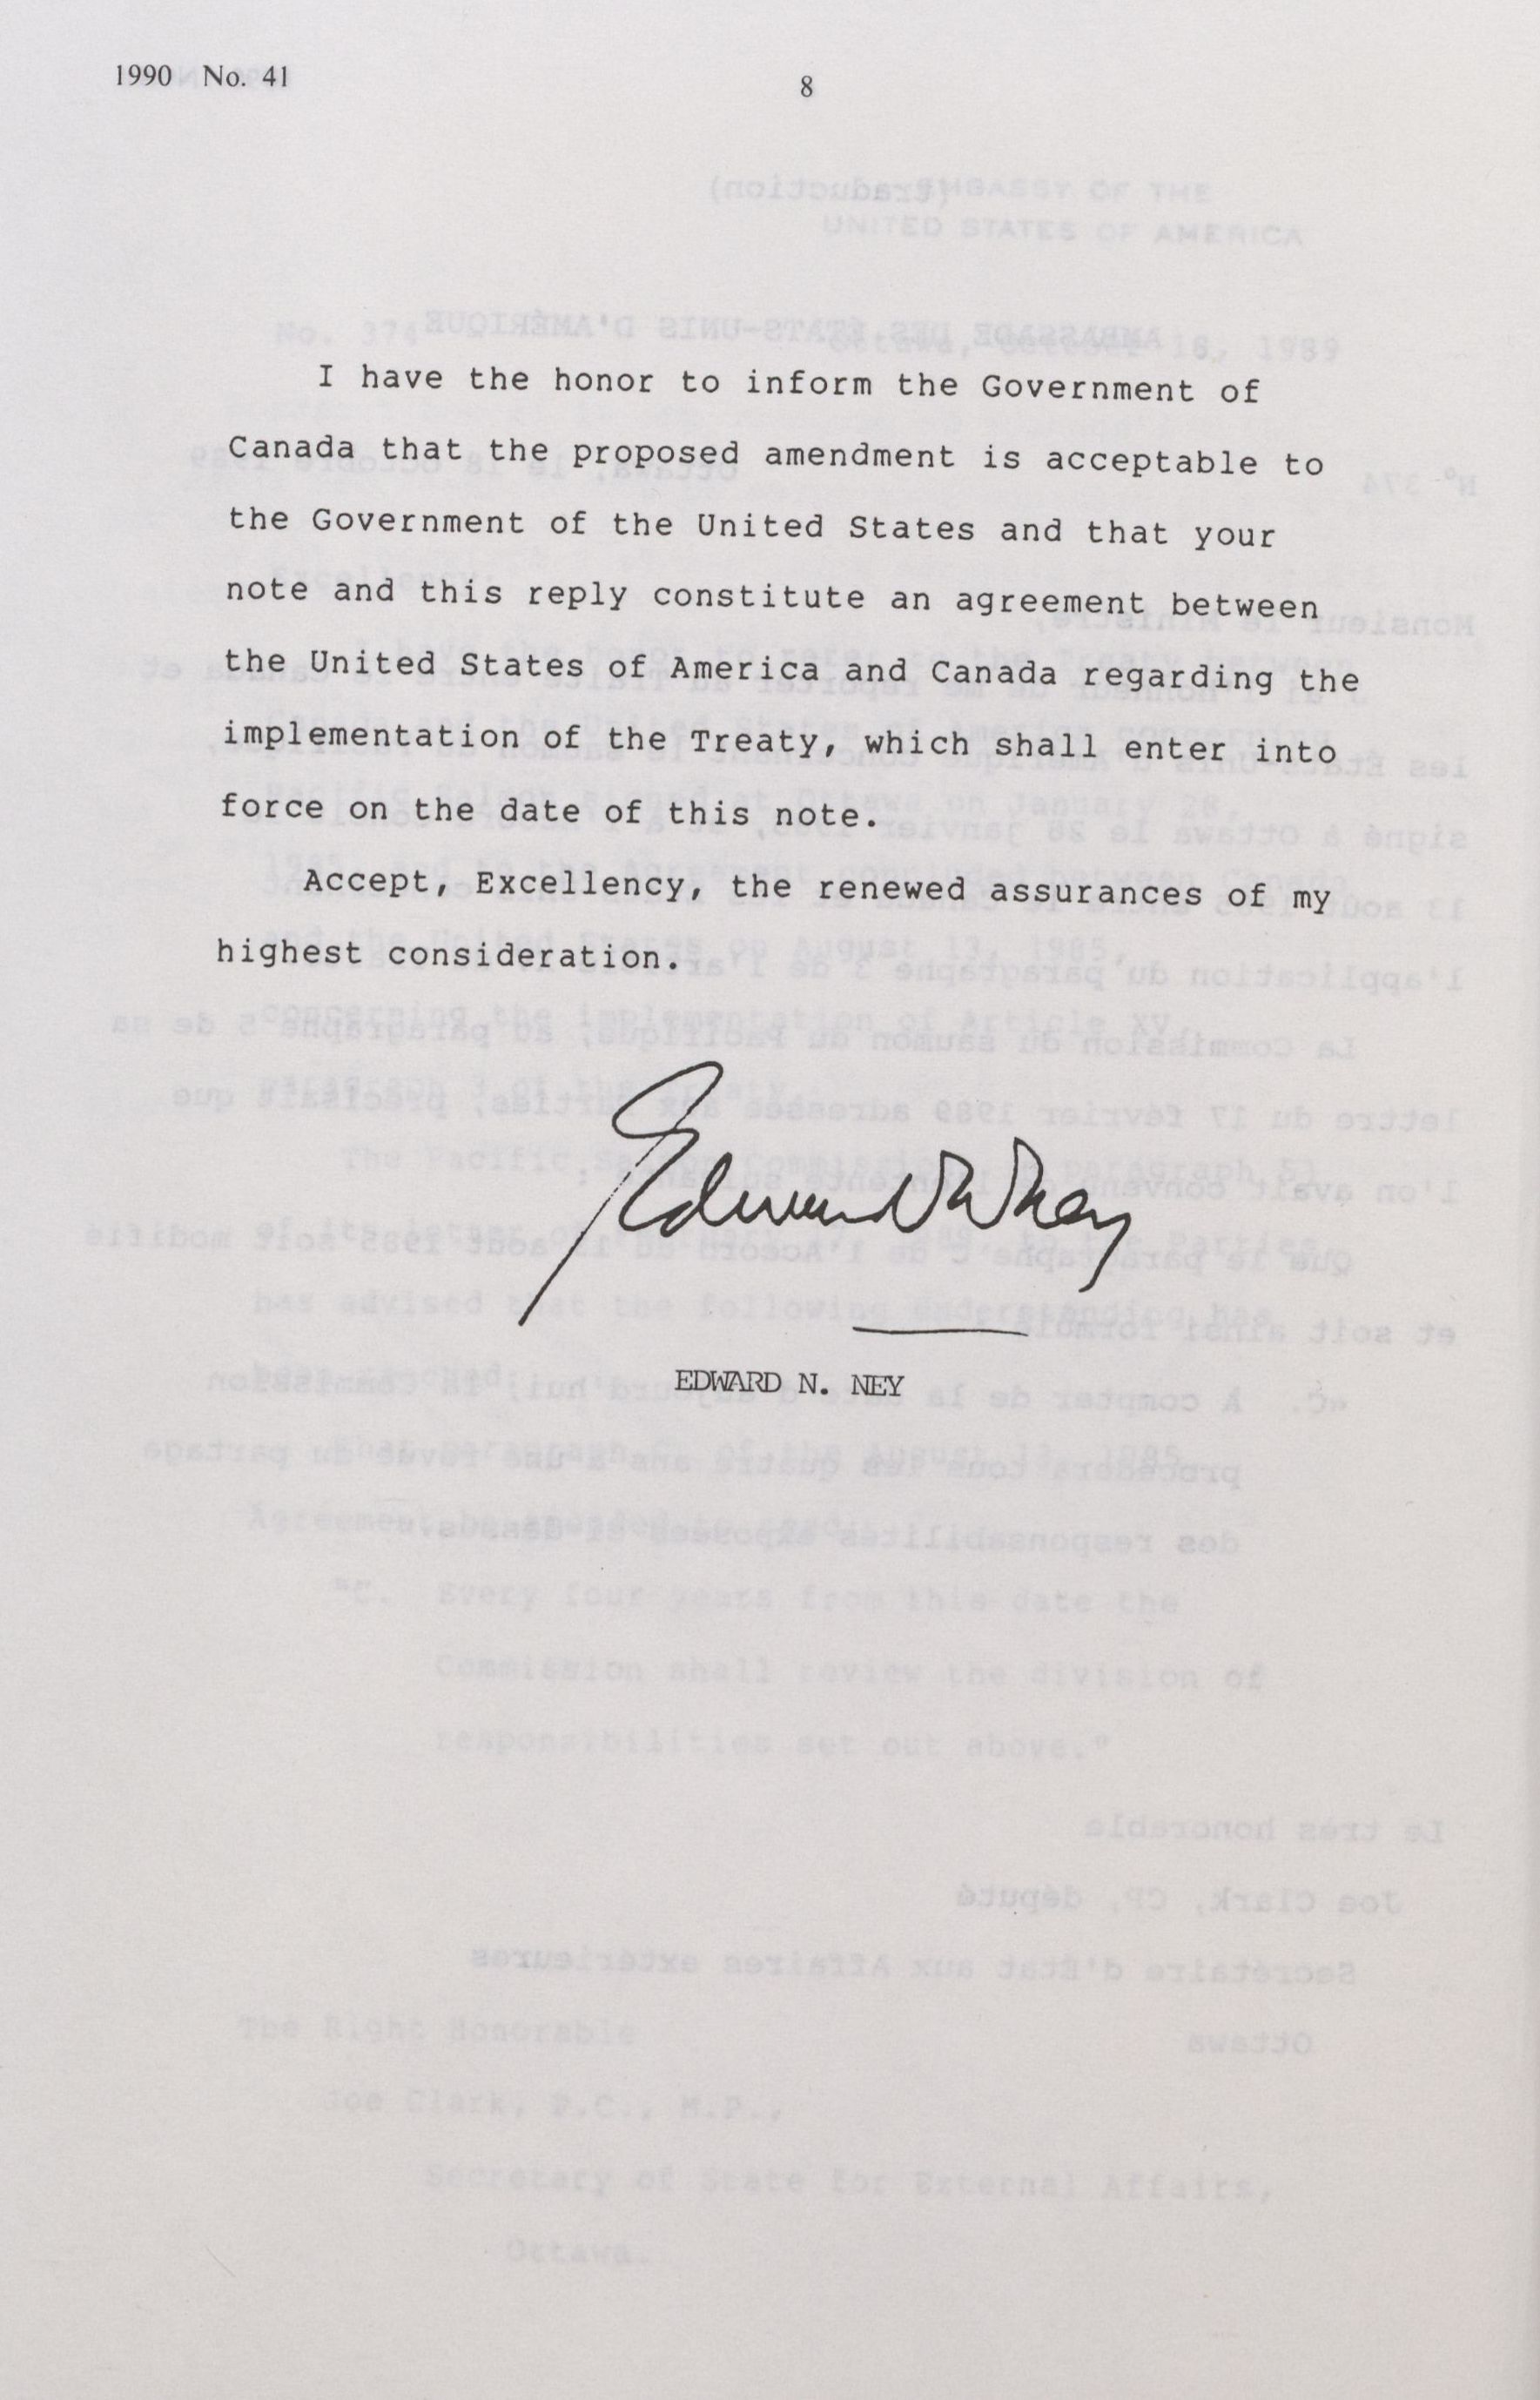 1990 No. 41
8
I have the honor to inform the Government of
Canada that the proposed amendment is acceptable to
the Government of the United States and that your
note and this reply constitute an agreement between
the United States of America and Canada regarding the
implementation of the Treaty, which shall enter into
force on the date of this note.
Accept, Excellency, the renewed assurances of my
highest consideration.
EDWARD N. NEY